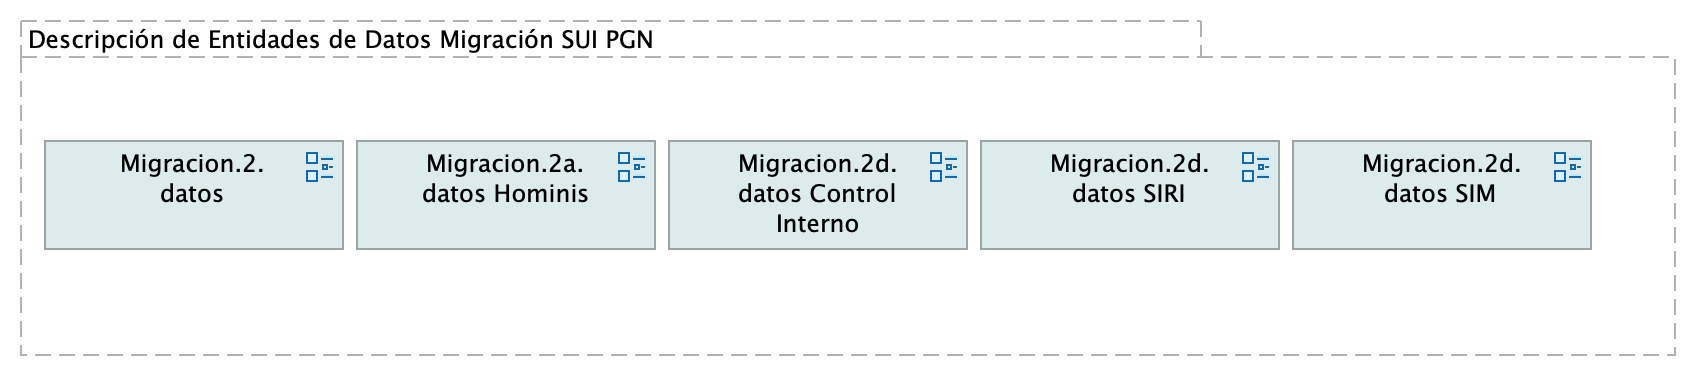 Descripción de Entidades de Datos Migración SUI PGN
Migracion.2.
datos
Migracion.2a.
datos Hominis
Migracion.2d.
datos Control
Interno
Migracion.2d.
datos SIRI
Migracion.2d.
datos SIM